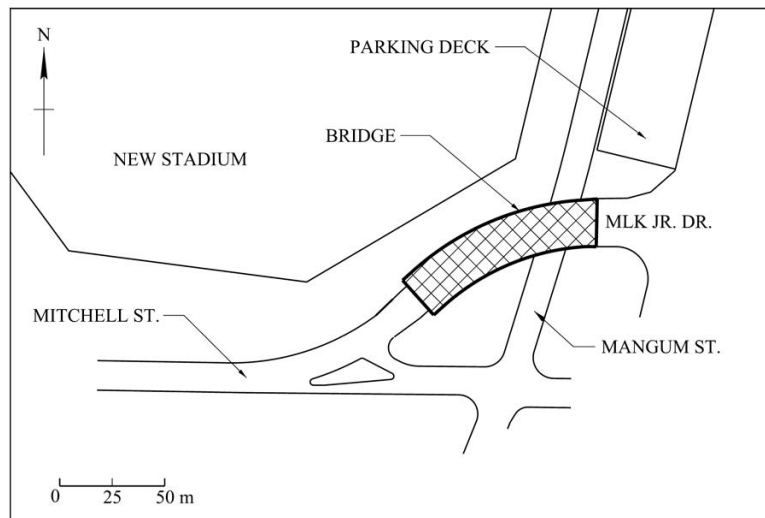 N
PARKING DECK
BRIDGE
NEW STADIUM
MLK JR. DR.
MITCHELL ST.
MANGUM ST.
0 25 50 m